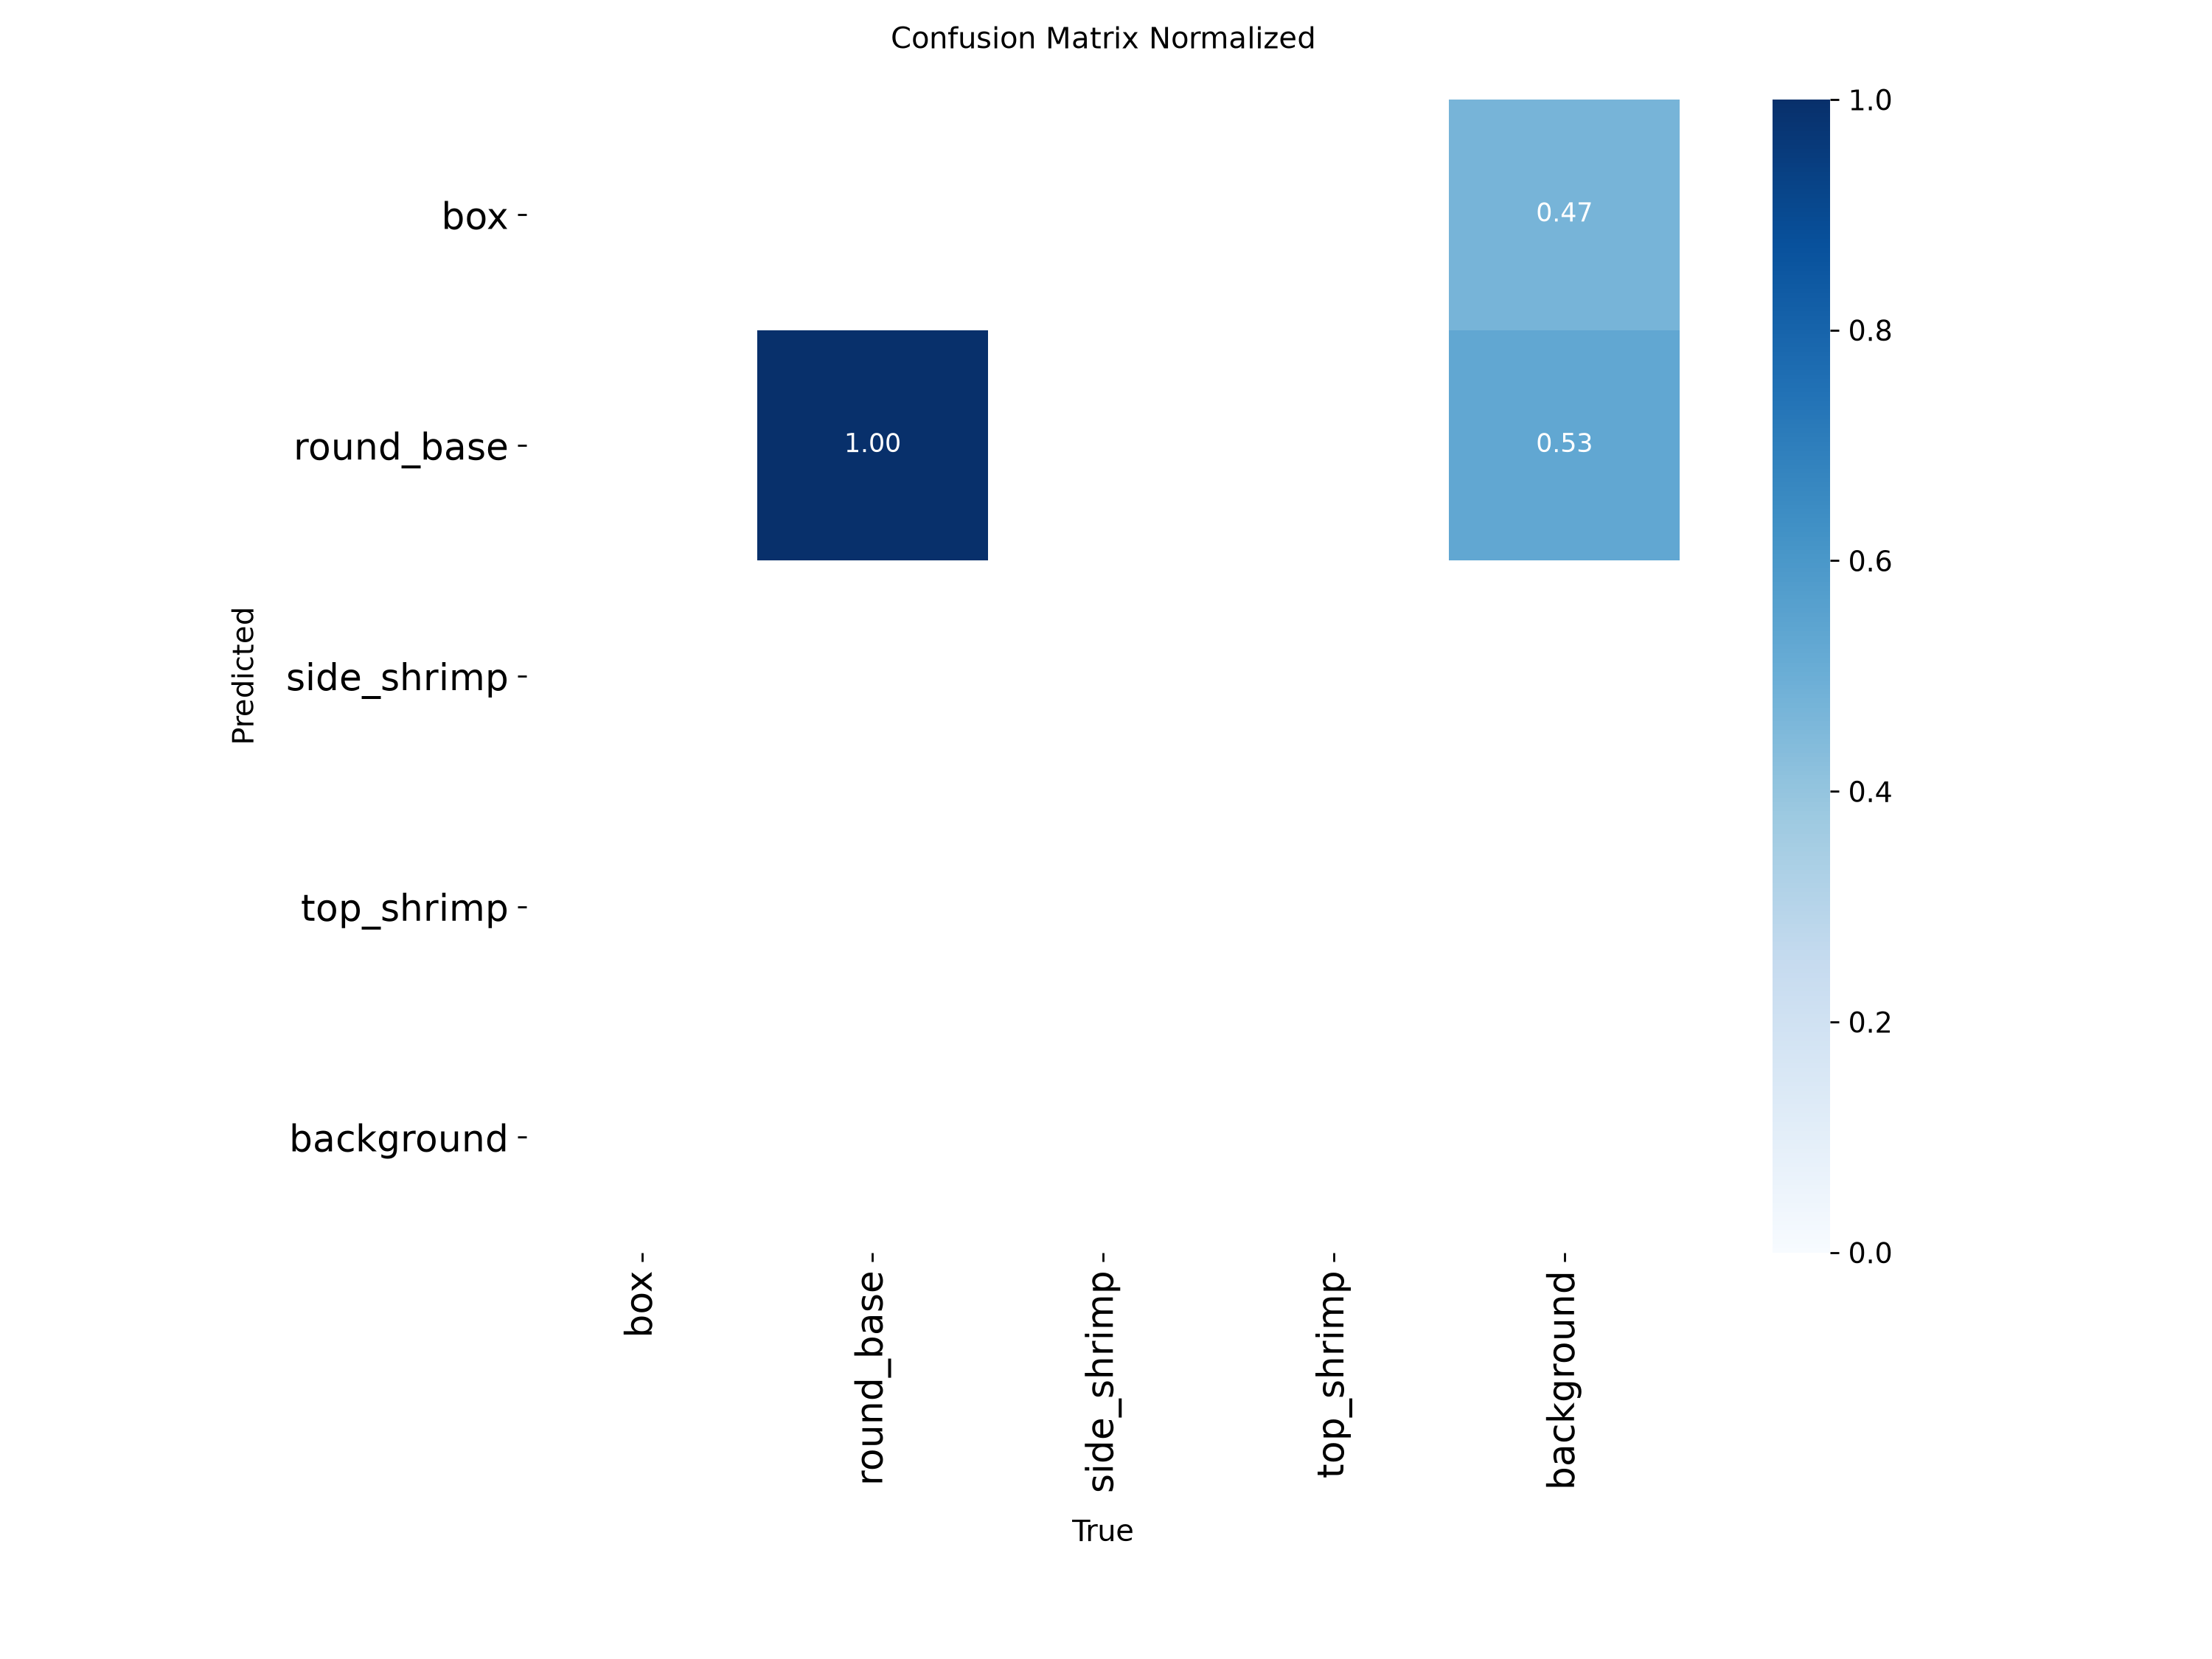 Confusion Matrix Normalized
box
0.47
1.0
0.8
round_base
1.00
0.53
0.6
Predicted
side_shrimp
top_shrimp
0.4
0.2
background
0.0
box
round_base
side_shrimp
top_shrimp
background
True